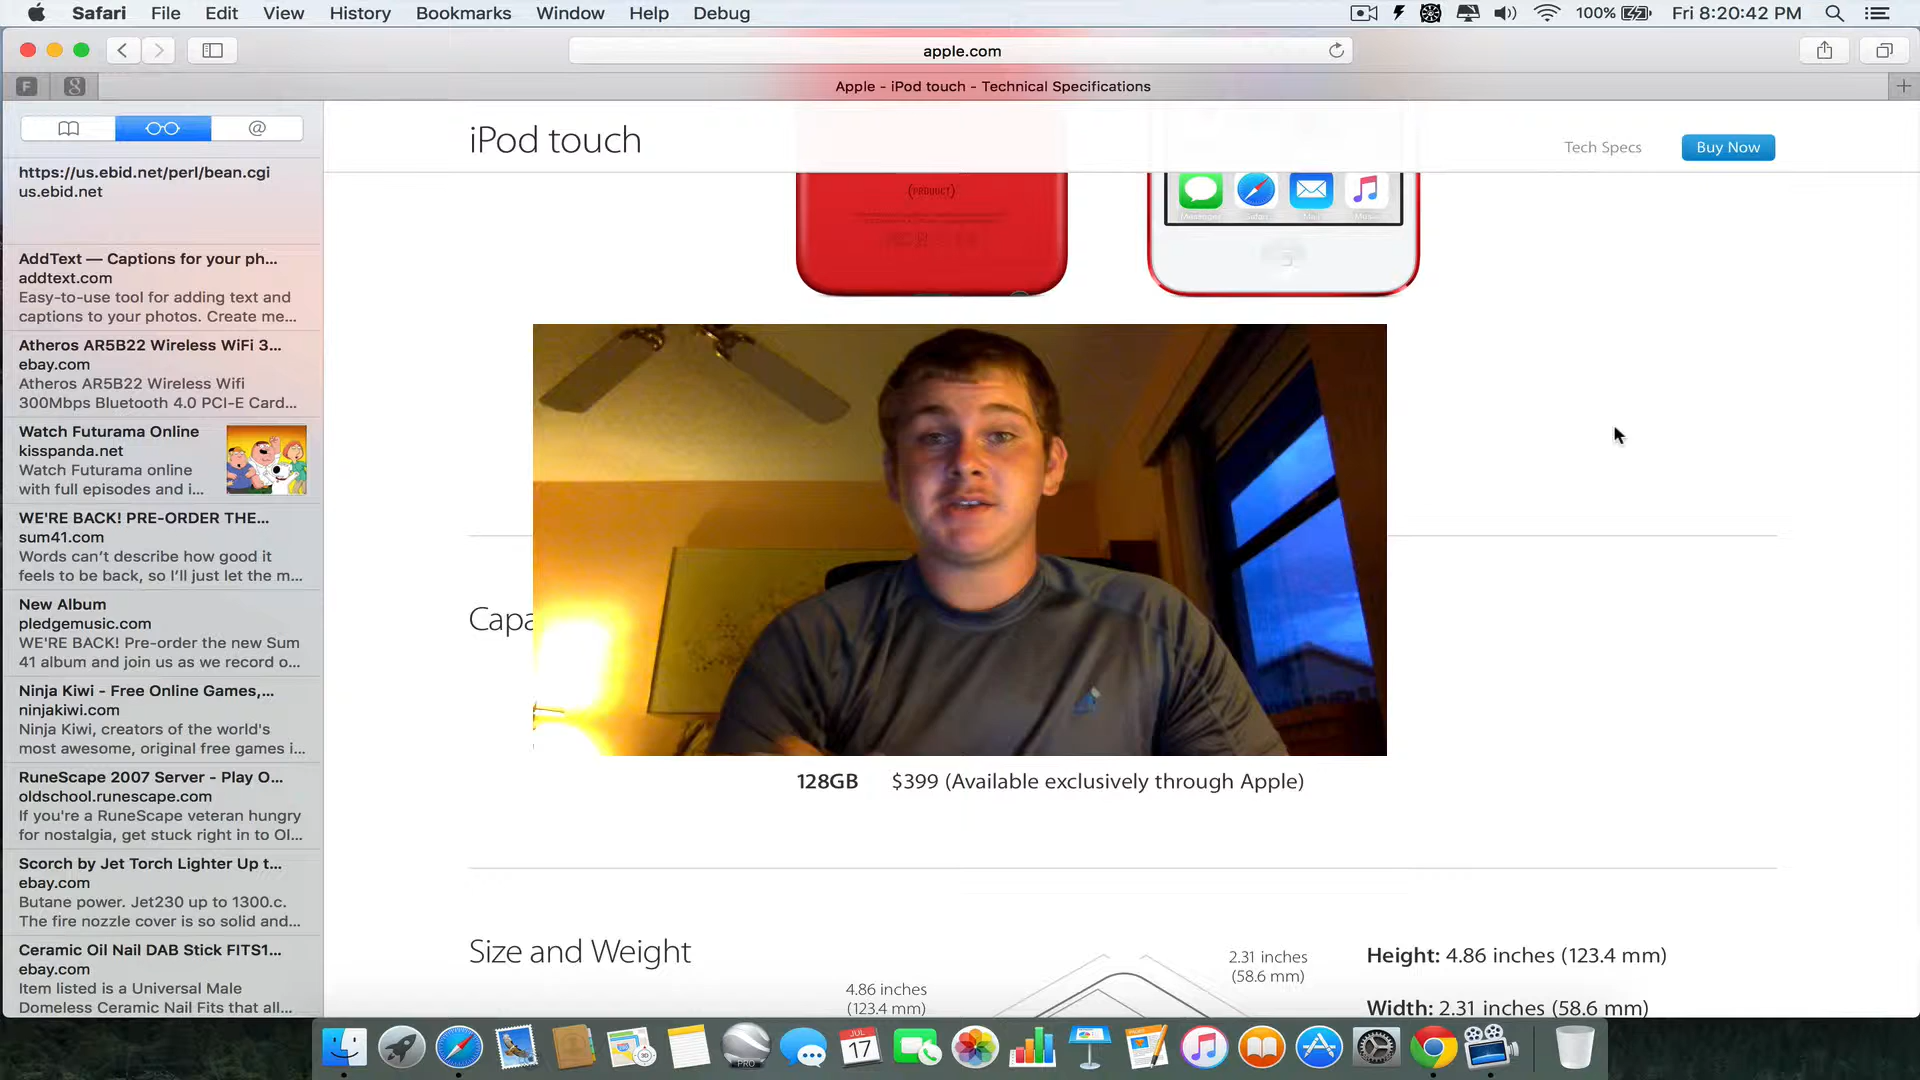 Safari File Edit View History Bookmarks Window Help Debug 100% Fri 8:20:42 PM
apple.com
F g Apple - iPod touch - Technical Specifications
@
iPod touch
Tech Specs Buy Now
https://us.ebid.net/perl/bean.cgi
us.ebid.net
AddText — Captions for your ph...
addtext.com
Easy-to-use tool for adding text and
captions to your photos. Create me...
Atheros AR5B22 Wireless WiFi 3...
ebay.com
Atheros AR5B22 Wireless Wifi
300Mbps Bluetooth 4.0 PCI-E Card...
Watch Futurama Online
kisspanda.net
Watch Futurama online
with full episodes and i...
WE'RE BACK! PRE-ORDER THE...
sum41.com
Words can’t describe how good it
feels to be back, so I’ll just let the m...
New Album
pledgemusic.com
WE'RE BACK! Pre-order the new Sum
41 album and join us as we record o...
Ninja Kiwi - Free Online Games,...
ninjakiwi.com
Ninja Kiwi, creators of the world's
most awesome, original free games i...
RuneScape 2007 Server - Play O...
oldschool.runescape.com
If you're a RuneScape veteran hungry
for nostalgia, get stuck right in to Ol...
Scorch by Jet Torch Lighter Up t...
ebay.com
Butane power. Jet230 up to 1300.c.
The fire nozzle cover is so solid and...
Ceramic Oil Nail DAB Stick FITS1...
ebay.com
Item listed is a Universal Male
Domeless Ceramic Nail Fits that all...
(PRODUCT)
Messages Safari Mail Music
Capa
128GB $399 (Available exclusively through Apple)
Size and Weight
4.86 inches
(123.4 mm)
2.31 inches
(58.6 mm)
Height: 4.86 inches (123.4 mm)
Width: 2.31 inches (58.6 mm)
PRO
JUL
17